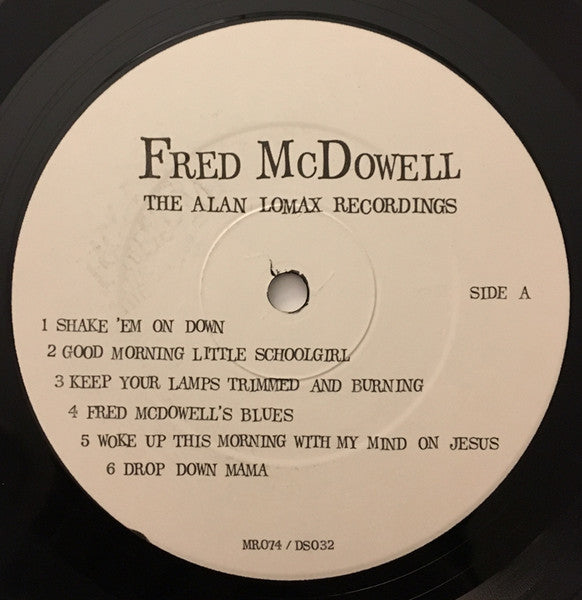 FRED McDOWELL
THE ALAN LOMAX RECORDINGS
SIDE A
1 SHAKE 'EM ON DOWN
2 GOOD MORNING LITTLE SCHOOLGIRL
3 KEEP YOUR LAMPS TRIMMED AND BURNING
4 FRED MCDOWELL'S BLUES
5 WOKE UP THIS MORNING WITH MY MIND ON JESUS
6 DROP DOWN MAMA
MR074 / DS032